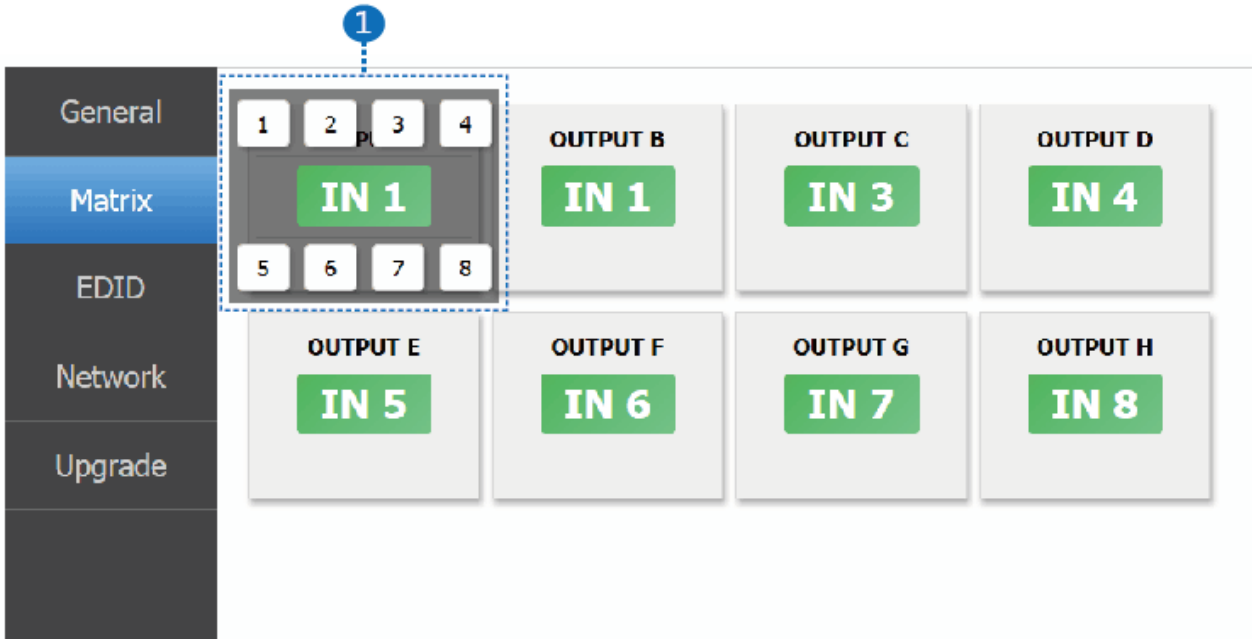 1
General
Matrix
EDID
Network
Upgrade
1 2 3 4
IN 1
5 6 7 8
OUTPUT B
IN 1
OUTPUT C
IN 3
OUTPUT D
IN 4
OUTPUT E
IN 5
OUTPUT F
IN 6
OUTPUT G
IN 7
OUTPUT H
IN 8